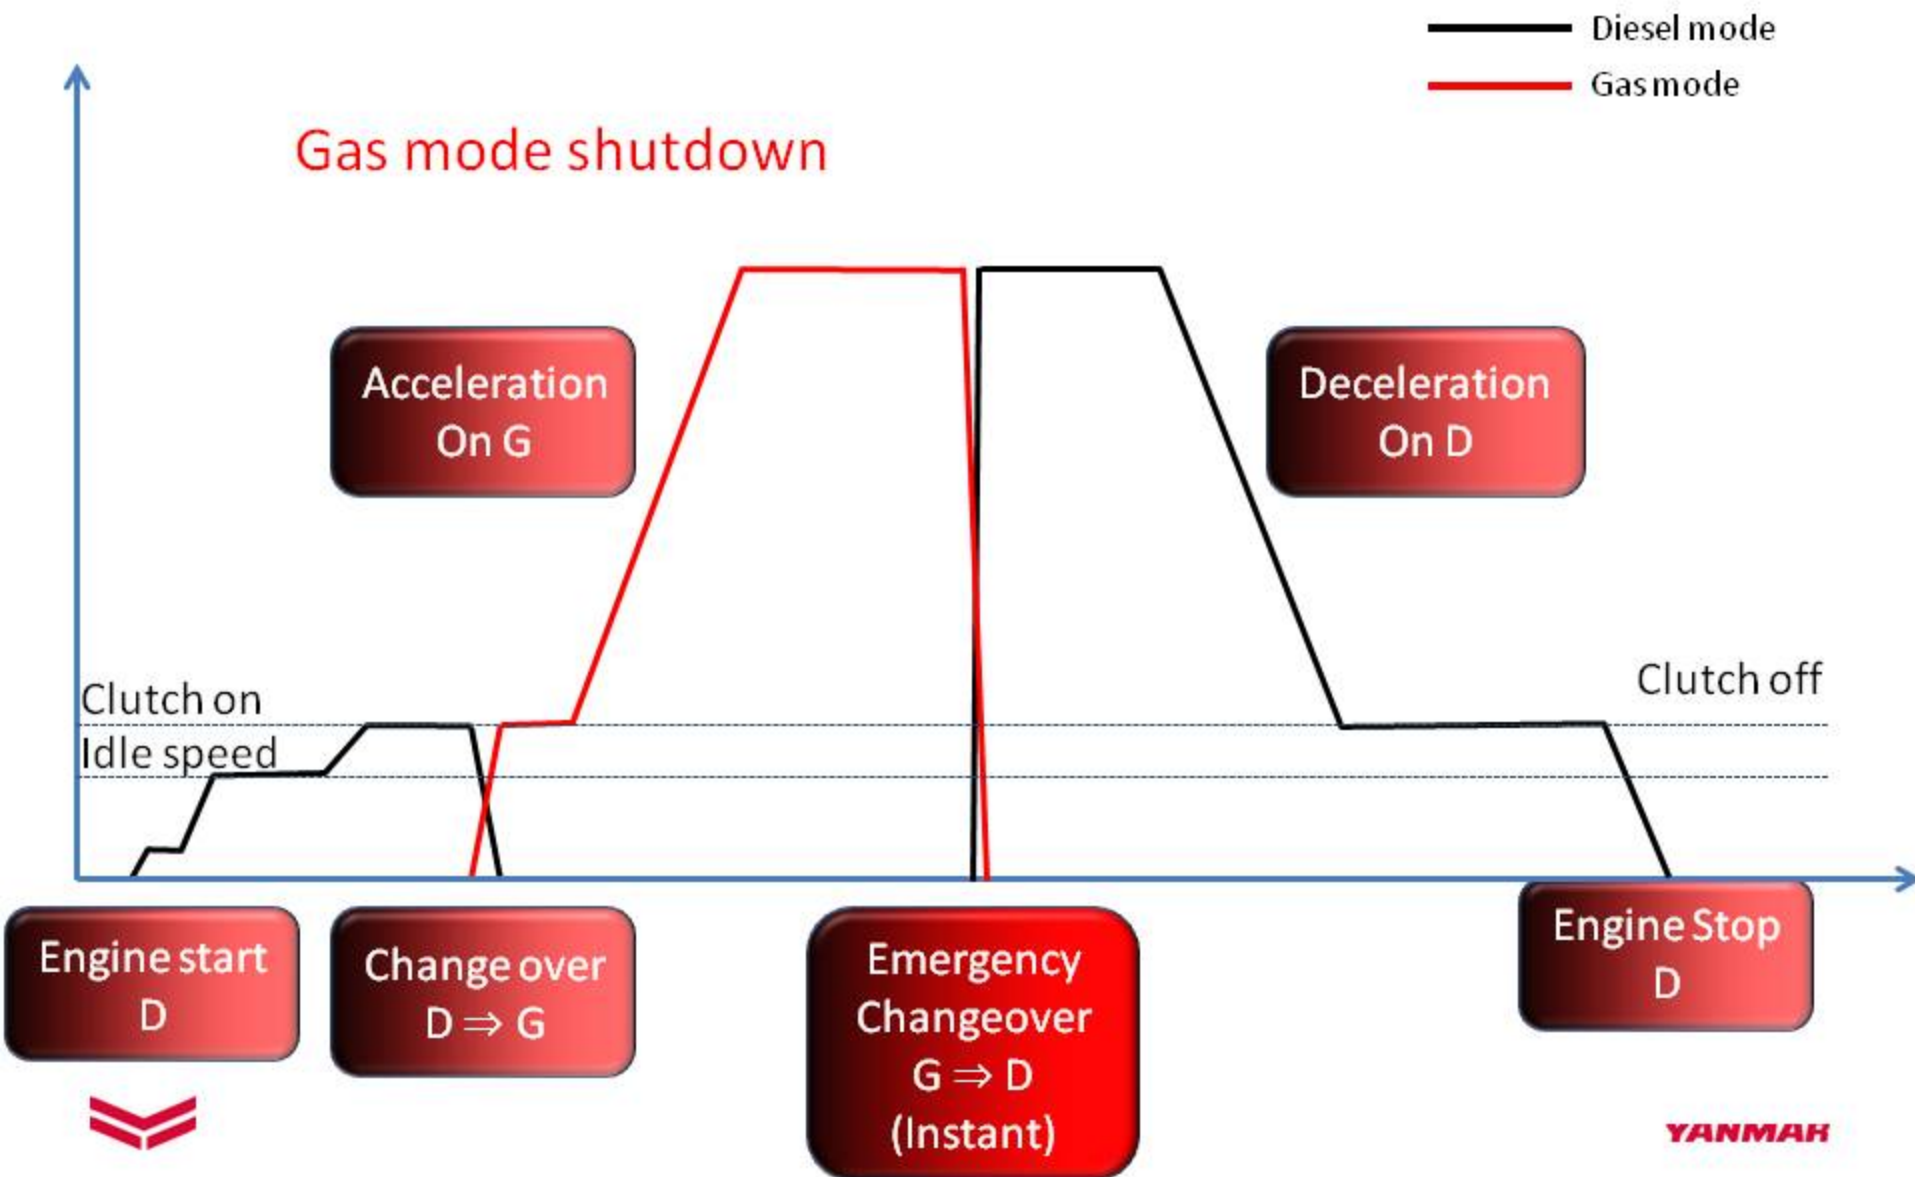 Diesel mode
Gas mode
Gas mode shutdown
Acceleration
On G
Deceleration
On D
Clutch on
Clutch off
Idle speed
Engine start
D
Change over
D ⇒ G
Emergency
Changeover
G ⇒ D
(Instant)
Engine Stop
D
YANMAR